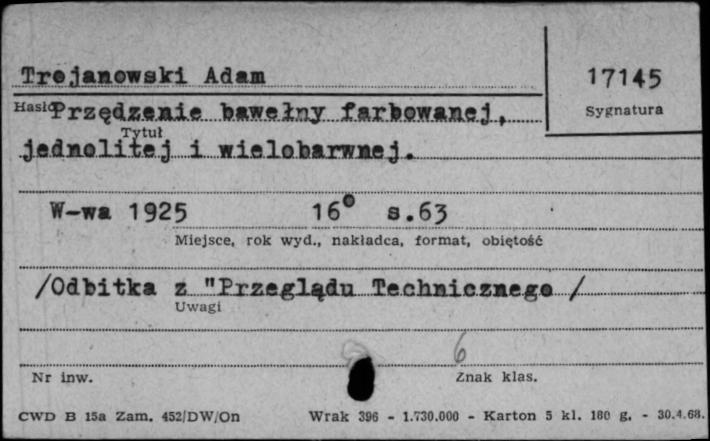 Trojanowski Adam
17145
Hasło
Sygnatura
Przędzenie bawełny farbowanej,
Tytuł
jednolitej i wielobarwnej.
W-wa 1925 16° s.63
Miejsce, rok wyd., nakładca, format, objętość
/Odbitka z "Przeglądu Technicznego /
Uwagi
6
Nr inw. Znak klas.
CWD B 15a Zam. 452/DW/On Wrak 396 - 1.730.000 - Karton 5 kl. 180 g. - 30.4.68.